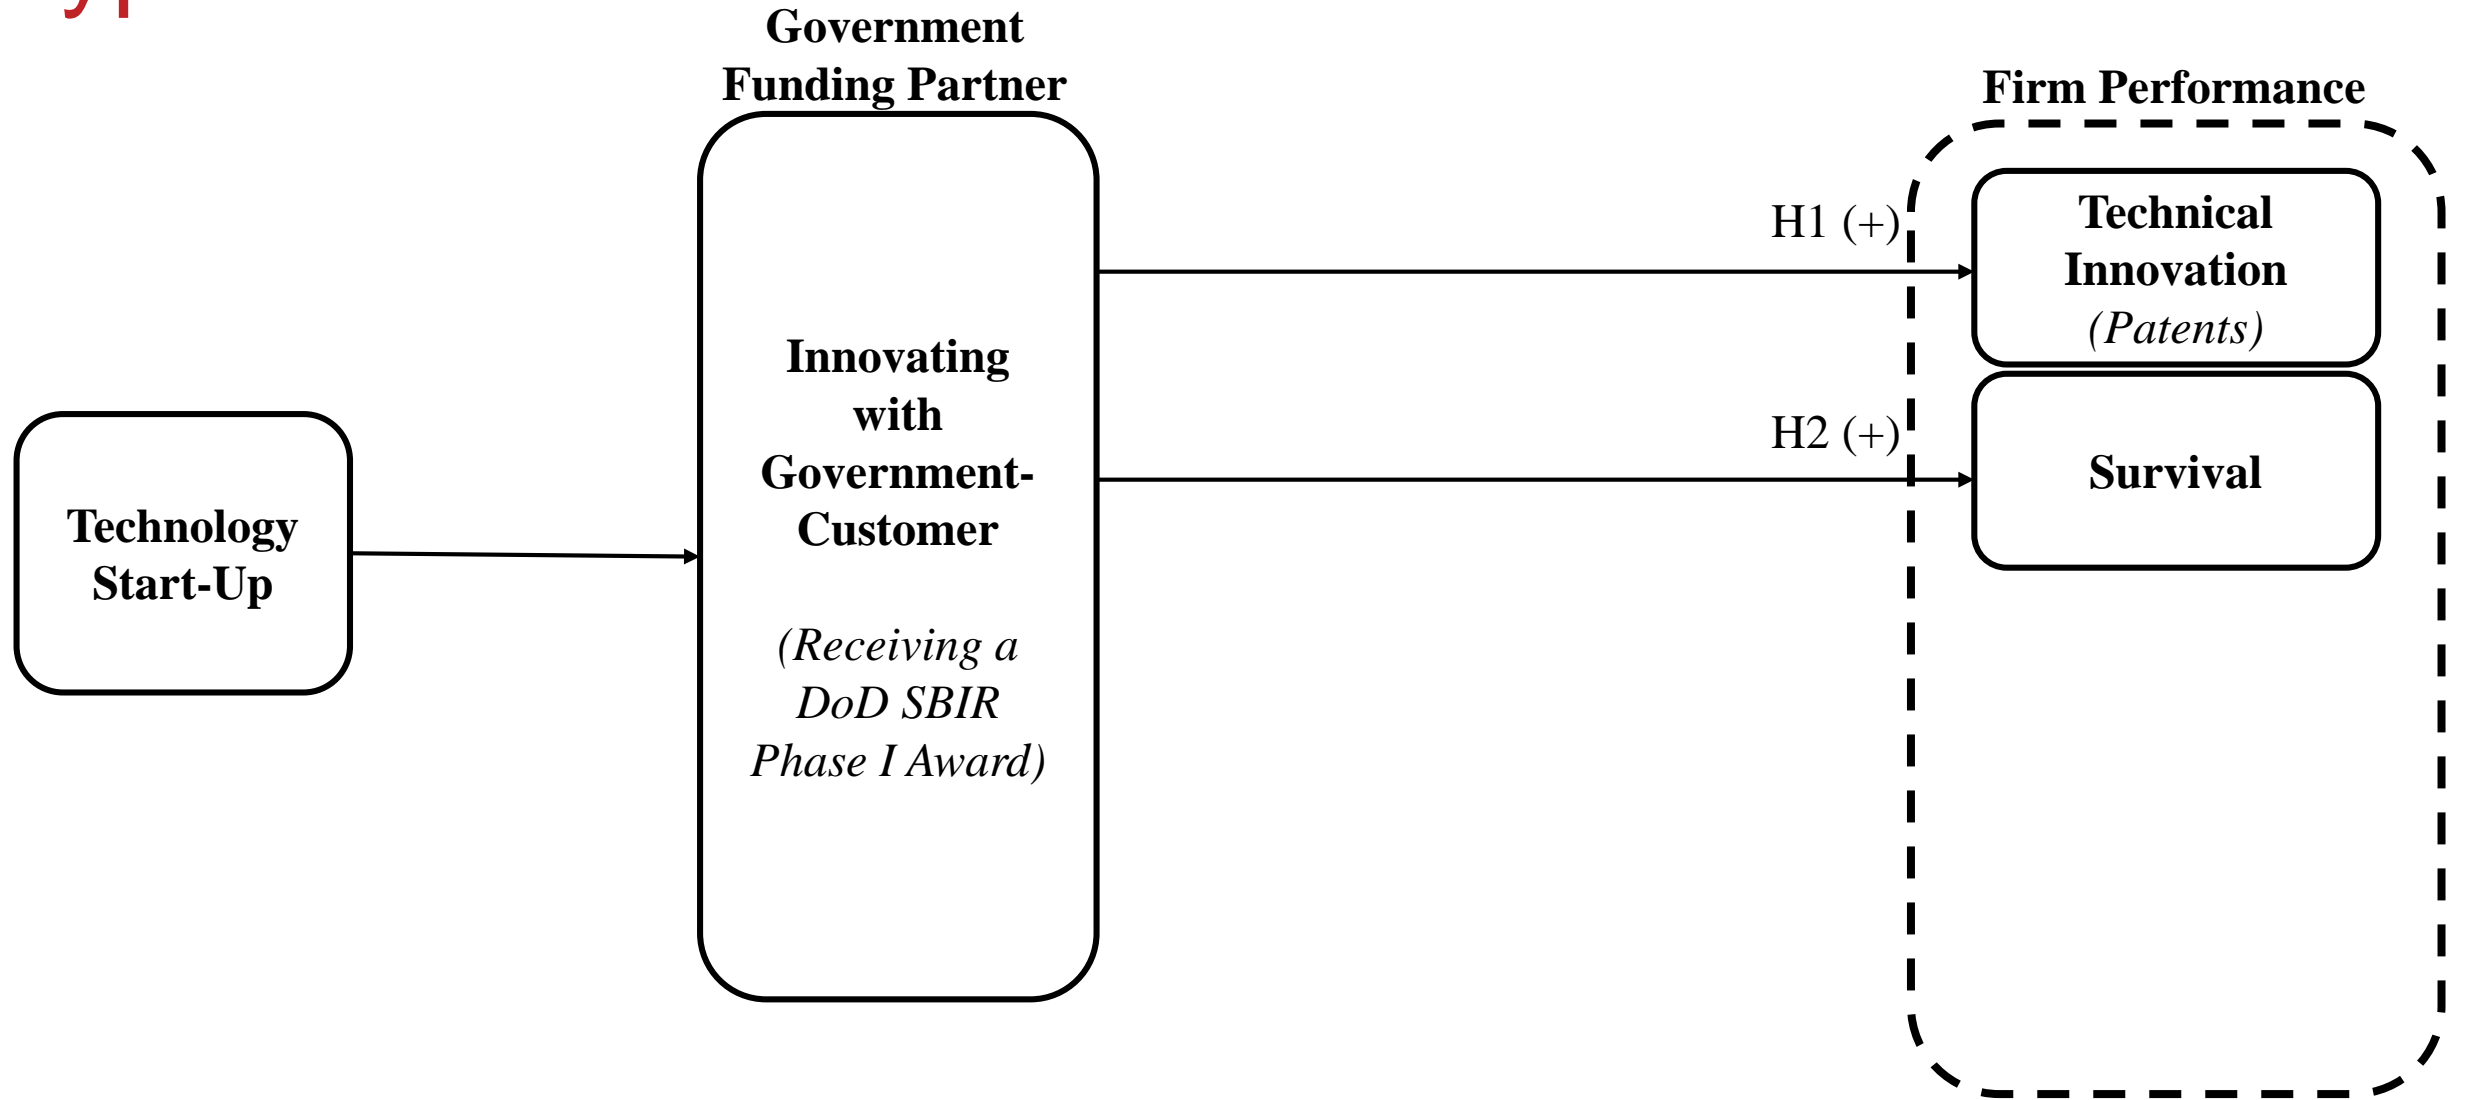 Government
Funding Partner
Firm Performance
Technology
Start-Up
Innovating
with
Government-
Customer
(Receiving a
DoD SBIR
Phase I Award)
H1 (+)
H2 (+)
Technical
Innovation
(Patents)
Survival